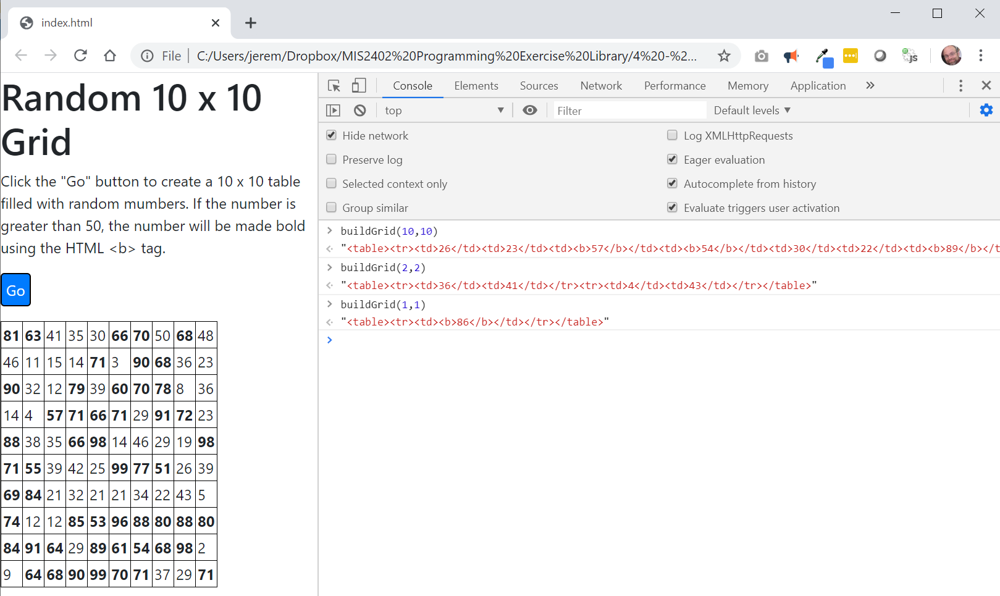 index.html
File C:/Users/jerem/Dropbox/MIS2402%20Programming%20Exercise%20Library/4%20-%2...
js
Random 10 x 10
Grid
Click the "Go" button to create a 10 x 10 table
filled with random mumbers. If the number is
greater than 50, the number will be made bold
using the HTML <b> tag.
Go
81 63 41 35 30 66 70 50 68 48
46 11 15 14 71 3 90 68 36 23
90 32 12 79 39 60 70 78 8 36
14 4 57 71 66 71 29 91 72 23
88 38 35 66 98 14 46 29 19 98
71 55 39 42 25 99 77 51 26 39
69 84 21 32 21 21 34 22 43 5
74 12 12 85 53 96 88 80 88 80
84 91 64 29 89 61 54 68 98 2
9 64 68 90 99 70 71 37 29 71
Console Elements Sources Network Performance Memory Application
top Filter Default levels
Hide network Log XMLHttpRequests
Preserve log Eager evaluation
Selected context only Autocomplete from history
Group similar Evaluate triggers user activation
buildGrid(10,10)
"<table><tr><td>26</td><td>23</td><td><b>57</b></td><td><b>54</b></td><td>30</td><td>22</td><td><b>89</b></t
buildGrid(2,2)
"<table><tr><td>36</td><td>41</td></tr><tr><td>4</td><td>43</td></tr></table>"
buildGrid(1,1)
"<table><tr><td><b>86</b></td></tr></table>"